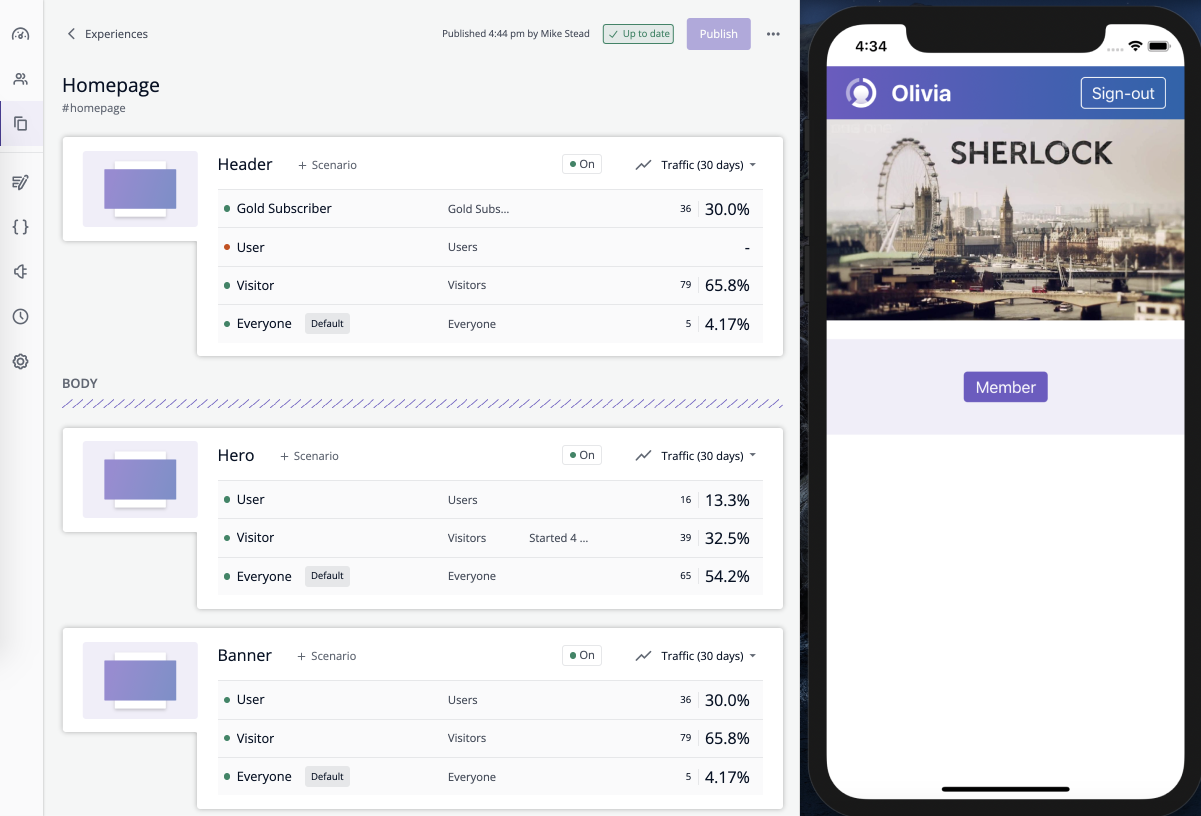 Experiences
Published 4:44 pm by Mike Stead
Up to date
Publish
Homepage
#homepage
Header
+ Scenario
On
Traffic (30 days)
Gold Subscriber Gold Subs... 36 30.0%
User Users -
Visitor Visitors 79 65.8%
Everyone Default Everyone 5 4.17%
BODY
Hero
+ Scenario
On
Traffic (30 days)
User Users 16 13.3%
Visitor Visitors Started 4 ... 39 32.5%
Everyone Default Everyone 65 54.2%
Banner
+ Scenario
On
Traffic (30 days)
User Users 36 30.0%
Visitor Visitors 79 65.8%
Everyone Default Everyone 5 4.17%
4:34
Olivia
Sign-out
SHERLOCK
Member